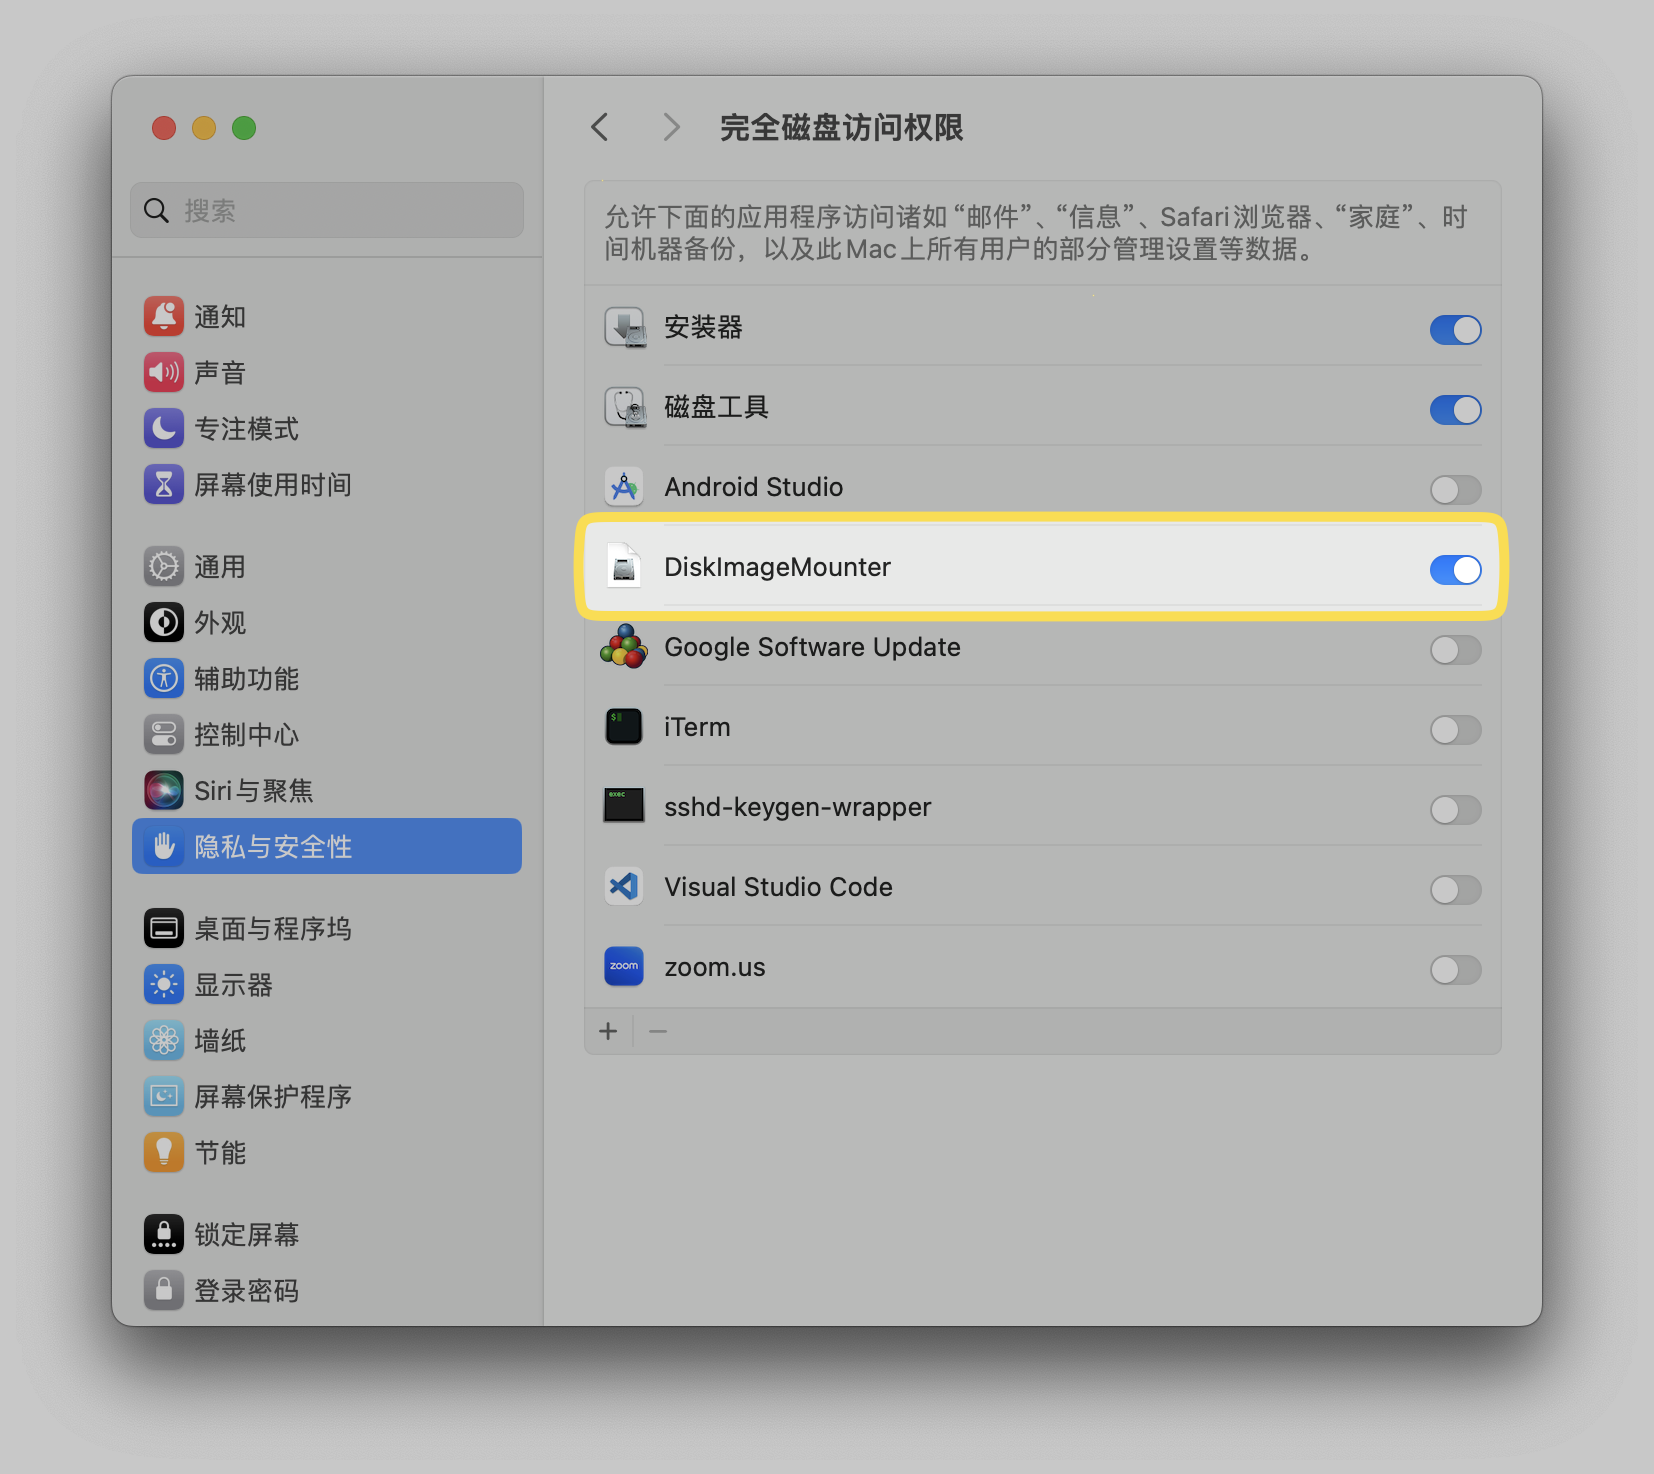 搜索
通知
声音
专注模式
屏幕使用时间
通用
外观
辅助功能
控制中心
Siri与聚焦
隐私与安全性
桌面与程序坞
显示器
墙纸
屏幕保护程序
节能
锁定屏幕
登录密码
完全磁盘访问权限
允许下面的应用程序访问诸如“邮件”、“信息”、Safari浏览器、“家庭”、时
间机器备份，以及此Mac上所有用户的部分管理设置等数据。
安装器
磁盘工具
Android Studio
DiskImageMounter
Google Software Update
$
iTerm
exec
sshd-keygen-wrapper
Visual Studio Code
zoom
zoom.us